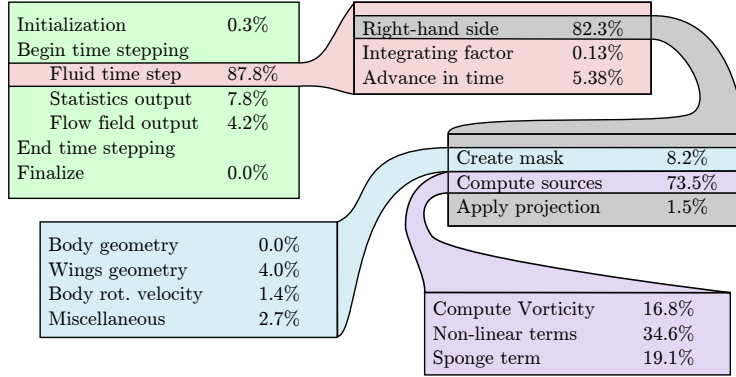 Initialization 0.3%
Begin time stepping
Fluid time step 87.8%
Statistics output 7.8%
Flow field output 4.2%
End time stepping
Finalize 0.0%
Right-hand side 82.3%
Integrating factor 0.13%
Advance in time 5.38%
Create mask 8.2%
Compute sources 73.5%
Apply projection 1.5%
Body geometry 0.0%
Wings geometry 4.0%
Body rot. velocity 1.4%
Miscellaneous 2.7%
Compute Vorticity 16.8%
Non-linear terms 34.6%
Sponge term 19.1%